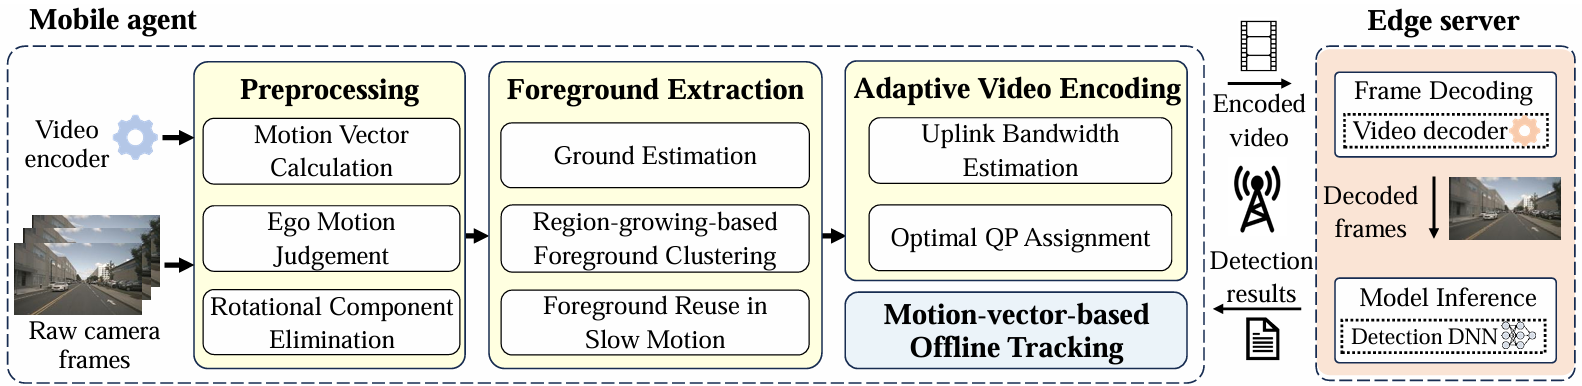 Mobile agent
Video
encoder
Raw camera
frames
Preprocessing
Motion Vector
Calculation
Ego Motion
Judgement
Rotational Component
Elimination
Foreground Extraction
Ground Estimation
Region-growing-based
Foreground Clustering
Foreground Reuse in
Slow Motion
Adaptive Video Encoding
Uplink Bandwidth
Estimation
Optimal QP Assignment
Motion-vector-based
Offline Tracking
Encoded
video
Detection
results
Edge server
Frame Decoding
Video decoder
Decoded
frames
Model Inference
Detection DNN